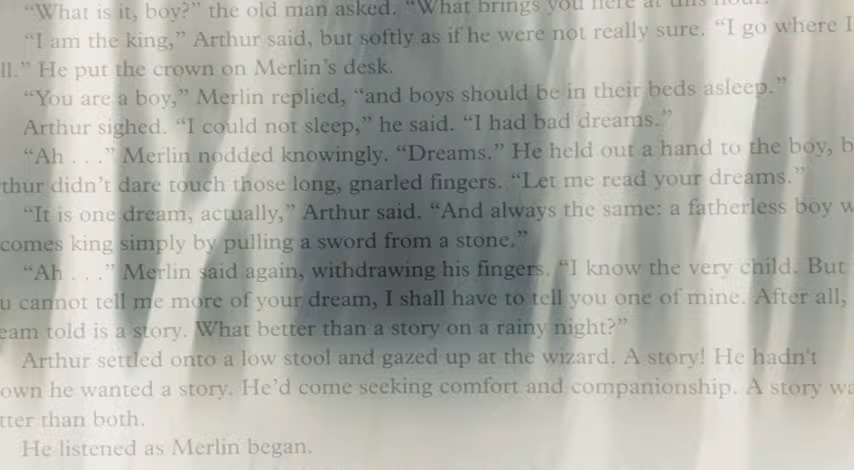 “What is it, boy?” the old man asked. “What brings you here at this hour?”
“I am the king,” Arthur said, but softly as if he were not really sure. “I go where I
ll.” He put the crown on Merlin’s desk.
“You are a boy,” Merlin replied, “and boys should be in their beds asleep.”
Arthur sighed. “I could not sleep,” he said. “I had bad dreams.”
“Ah . . .” Merlin nodded knowingly. “Dreams.” He held out a hand to the boy, b
thur didn’t dare touch those long, gnarled fingers. “Let me read your dreams.”
“It is one dream, actually,” Arthur said. “And always the same: a fatherless boy w
comes king simply by pulling a sword from a stone.”
“Ah . . .” Merlin said again, withdrawing his fingers. “I know the very child. But
u cannot tell me more of your dream, I shall have to tell you one of mine. After all,
eam told is a story. What better than a story on a rainy night?”
Arthur settled onto a low stool and gazed up at the wizard. A story! He hadn't
own he wanted a story. He’d come seeking comfort and companionship. A story wa
tter than both.
He listened as Merlin began.